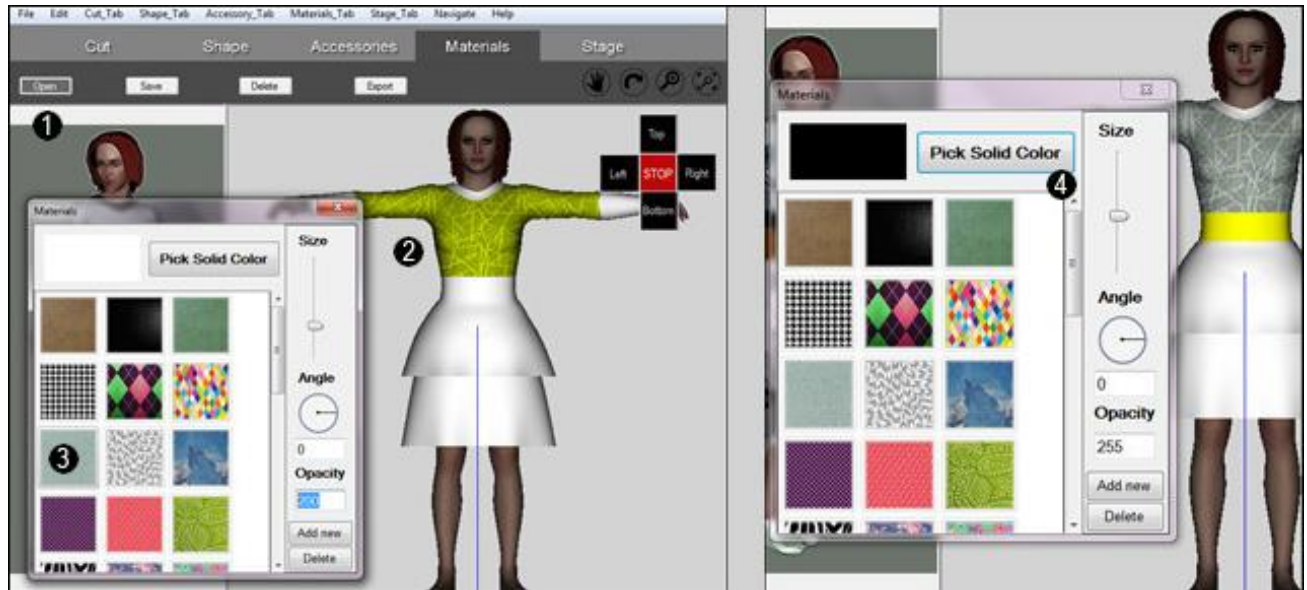 File Edit Cut_Tab Shape_Tab Accessory_Tab Materials_Tab Stage_Tab Navigate Help
Cut Shape Accessories Materials Stage
Open Save Delete Export
1
Top
Left STOP Right
Bottom
2
Materials
Pick Solid Color
Size
Angle
0
Opacity
200
Add new
Delete
3
Materials
Pick Solid Color
4
Size
Angle
0
Opacity
255
Add new
Delete